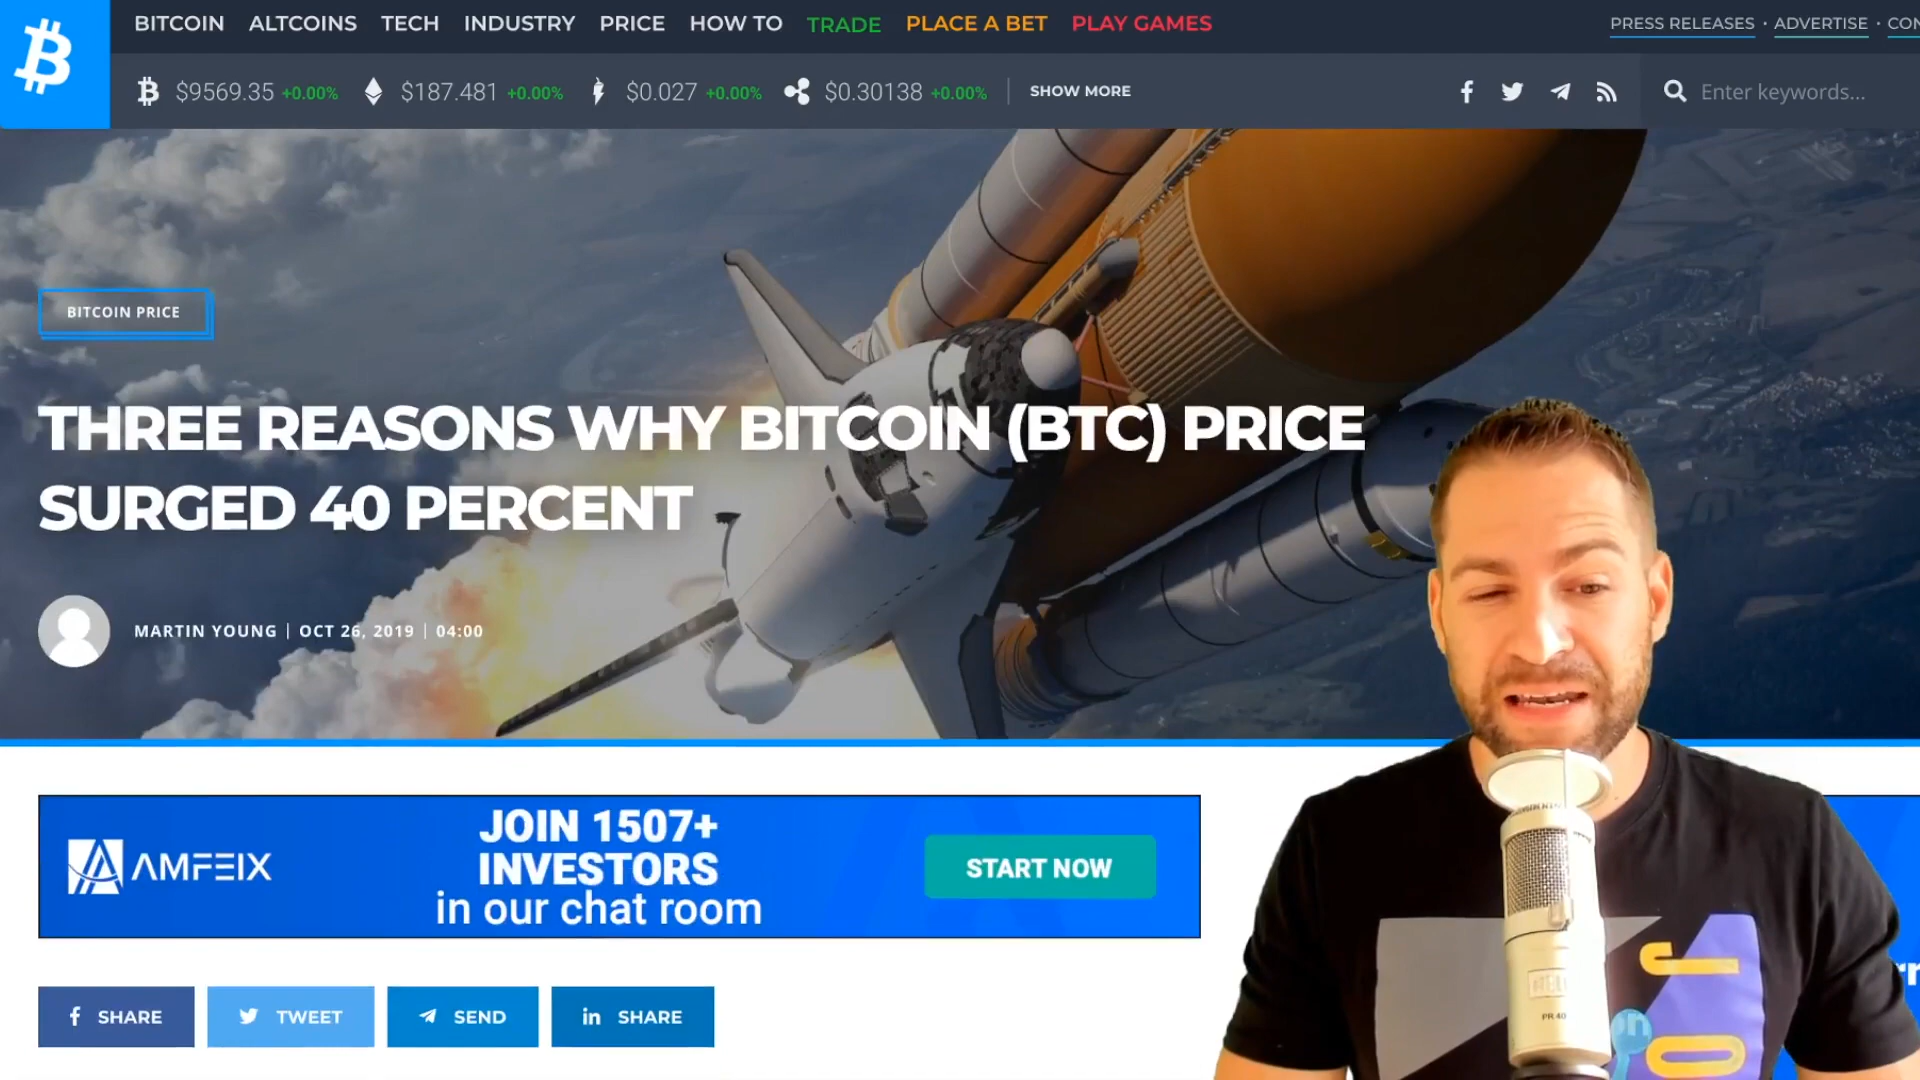 BITCOIN ALTCOINS TECH INDUSTRY PRICE HOW TO TRADE PLACE A BET PLAY GAMES PRESS RELEASES · ADVERTISE ·
$9569.35 +0.00% $187.481 +0.00% $0.027 +0.00% $0.30138 +0.00% SHOW MORE Enter keywords...
BITCOIN PRICE
THREE REASONS WHY BITCOIN (BTC) PRICE
SURGED 40 PERCENT
MARTIN YOUNG | OCT 26, 2019 | 04:00
AMFEIX
JOIN 1507+
INVESTORS
in our chat room
START NOW
SHARE TWEET SEND SHARE
PR 40